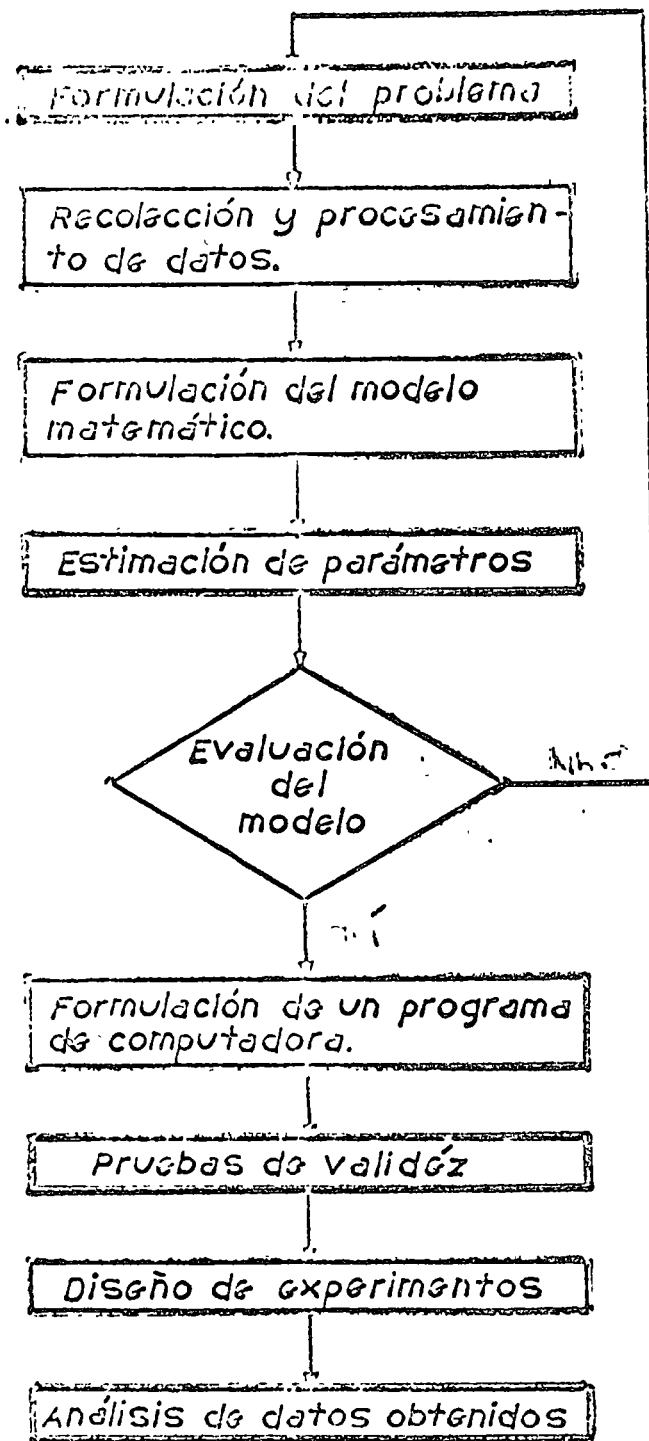 Formulación del problema
Recolección y procesamien-
to de datos.
Formulación del modelo
matemático.
Estimación de parámetros
Evaluación
del
modelo
Formulación de un programa
de computadora.
Pruebas de validéz
Diseño de experimentos
Análisis de datos obtenidos